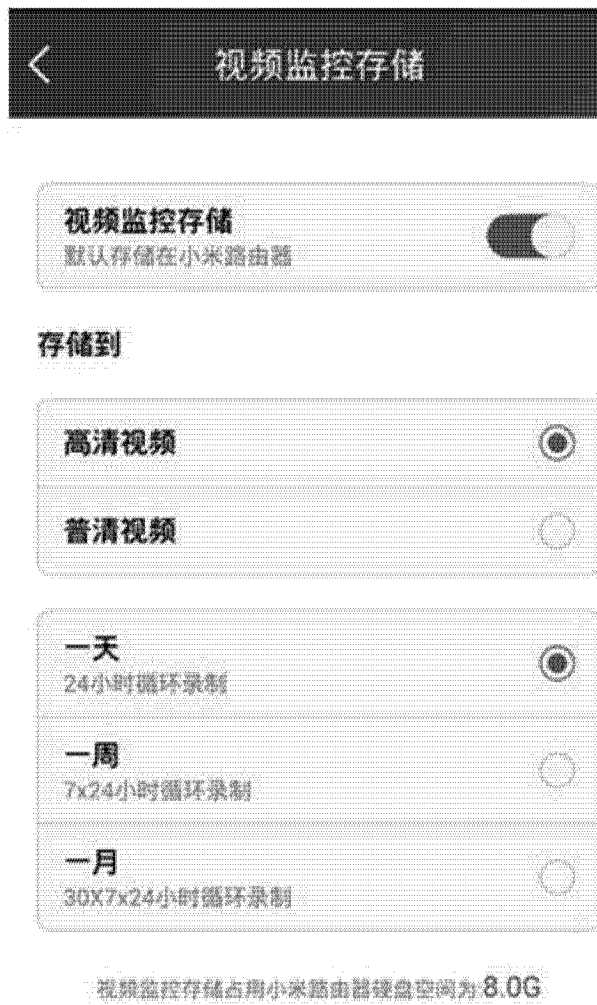 视频监控存储
视频监控存储
默认存储在小米路由器
存储到
高清视频
普清视频
一天
24小时循环录制
一周
7x24小时循环录制
一月
30X7x24小时循环录制
视频监控存储占用小米路由器硬盘空间为 8.0G